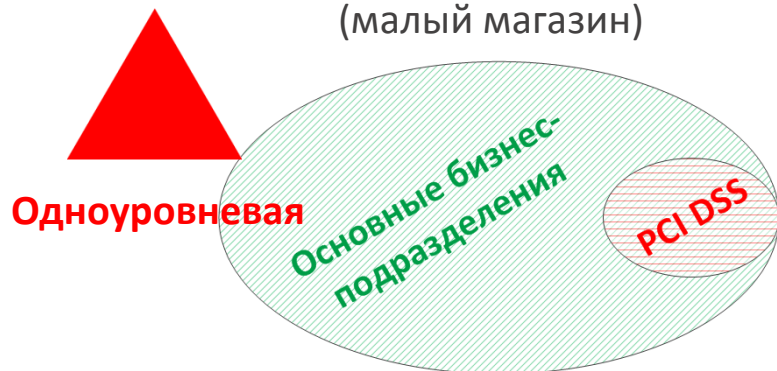 (малый магазин)
Основные бизнес-
подразделения
PCI DSS
Одноуровневая